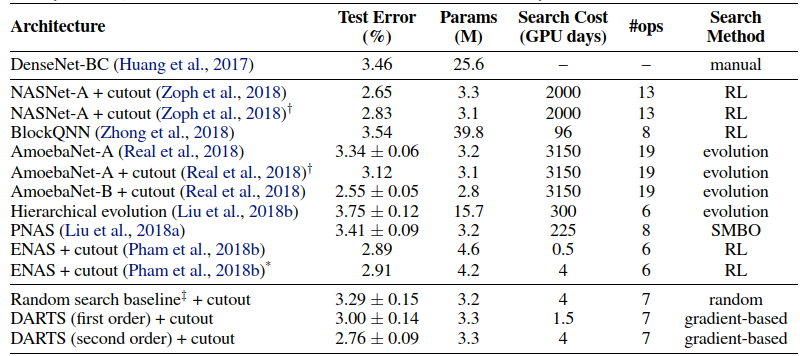 Architecture Test Error (%) Params (M) Search Cost (GPU days) #ops Search Method
DenseNet-BC (Huang et al., 2017) 3.46 25.6 – – manual
NASNet-A + cutout (Zoph et al., 2018) 2.65 3.3 2000 13 RL
NASNet-A + cutout (Zoph et al., 2018)† 2.83 3.1 2000 13 RL
BlockQNN (Zhong et al., 2018) 3.54 39.8 96 8 RL
AmoebaNet-A (Real et al., 2018) 3.34 ± 0.06 3.2 3150 19 evolution
AmoebaNet-A + cutout (Real et al., 2018)† 3.12 3.1 3150 19 evolution
AmoebaNet-B + cutout (Real et al., 2018) 2.55 ± 0.05 2.8 3150 19 evolution
Hierarchical evolution (Liu et al., 2018b) 3.75 ± 0.12 15.7 300 6 evolution
PNAS (Liu et al., 2018a) 3.41 ± 0.09 3.2 225 8 SMBO
ENAS + cutout (Pham et al., 2018b) 2.89 4.6 0.5 6 RL
ENAS + cutout (Pham et al., 2018b)* 2.91 4.2 4 6 RL
Random search baseline‡ + cutout 3.29 ± 0.15 3.2 4 7 random
DARTS (first order) + cutout 3.00 ± 0.14 3.3 1.5 7 gradient-based
DARTS (second order) + cutout 2.76 ± 0.09 3.3 4 7 gradient-based